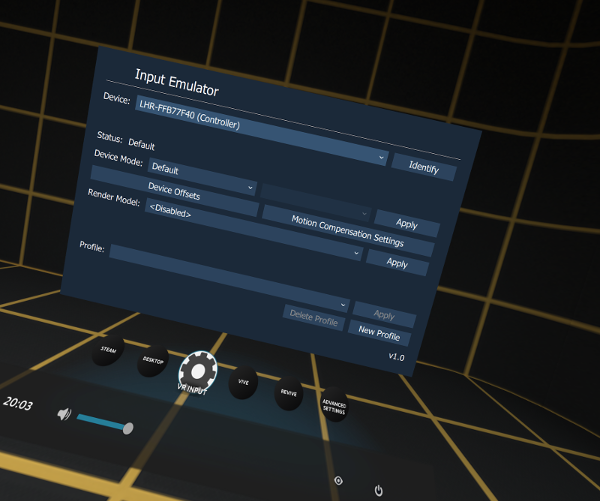 Input Emulator
Device: LHR-FFB77F40 (Controller)
Identify
Status: Default
Device Mode: Default
Apply
Device Offsets
Motion Compensation Settings
Render Model: <Disabled>
Apply
Profile:
Apply
Delete Profile
New Profile
v1.0
STEAM
DESKTOP
VR INPUT
VIVE
REVIVE
ADVANCED
SETTINGS
20:03